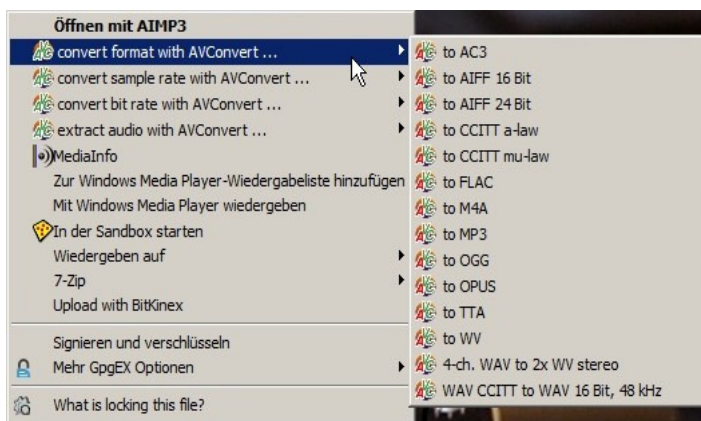 Öffnen mit AIMP3
convert format with AVConvert ...
convert sample rate with AVConvert ...
convert bit rate with AVConvert ...
extract audio with AVConvert ...
MediaInfo
Zur Windows Media Player-Wiedergabeliste hinzufügen
Mit Windows Media Player wiedergeben
In der Sandbox starten
Wiedergeben auf
7-Zip
Upload with BitKinex
Signieren und verschlüsseln
Mehr GpgEX Optionen
What is locking this file?
to AC3
to AIFF 16 Bit
to AIFF 24 Bit
to CCITT a-law
to CCITT mu-law
to FLAC
to M4A
to MP3
to OGG
to OPUS
to TTA
to WV
4-ch. WAV to 2x WV stereo
WAV CCITT to WAV 16 Bit, 48 kHz